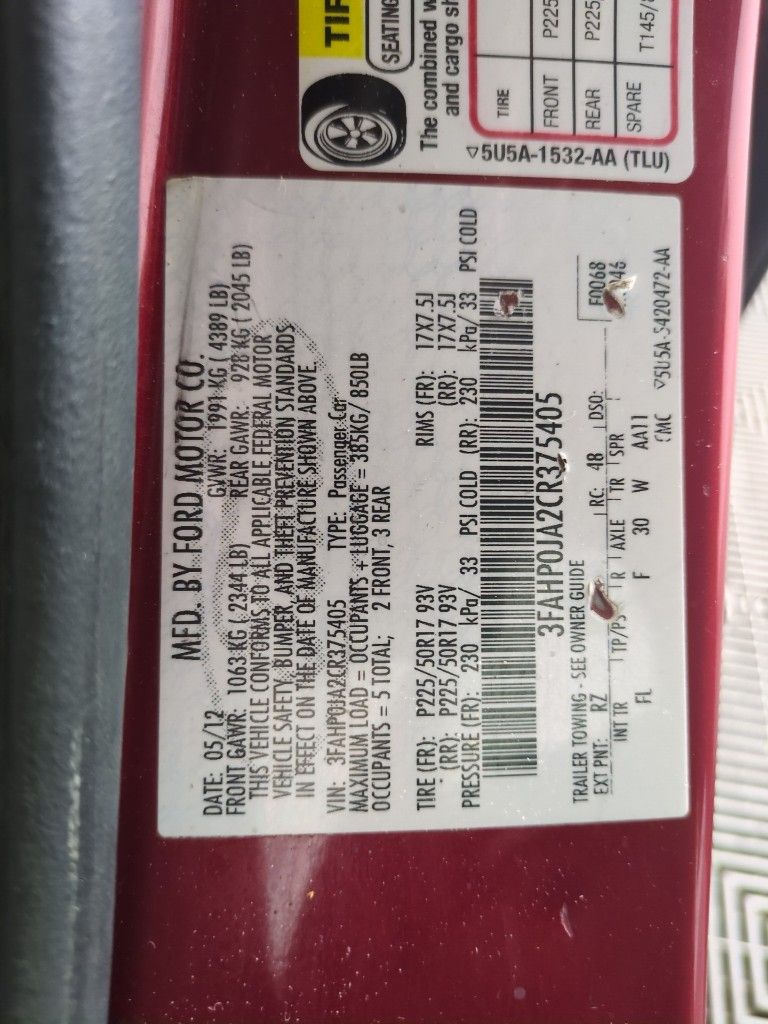 TIR
SEATING
The combined w
and cargo sh
TIRE
FRONT P225
REAR P225
SPARE T145/
▽5U5A-1532-AA (TLU)
MFD. BY FORD MOTOR CO.
DATE: 05/12 GVWR: 1991 KG ( 4389 LB)
FRONT GAWR: 1063 KG ( 2344 LB) REAR GAWR: 928 KG ( 2045 LB)
THIS VEHICLE CONFORMS TO ALL APPLICABLE FEDERAL MOTOR
VEHICLE SAFETY, BUMPER, AND THEFT PREVENTION STANDARDS
IN EFFECT ON THE DATE OF MANUFACTURE SHOWN ABOVE.
VIN: 3FAHP0JA2CR375405 TYPE: Passenger Car
MAXIMUM LOAD = OCCUPANTS + LUGGAGE = 385KG/ 850LB
OCCUPANTS = 5 TOTAL; 2 FRONT, 3 REAR
TIRE (FR): P225/50R17 93V RIMS (FR): 17X7.5J
(RR): P225/50R17 93V (RR): 17X7.5J
PRESSURE (FR): 230 kPa/ 33 PSI COLD (RR): 230 kPa/ 33 PSI COLD
3FAHP0JA2CR375405
TRAILER TOWING - SEE OWNER GUIDE F0068
EXT PNT: RZ RC: 48 DSO: 46
INT TR TP/PS R AXLE TR SPR
FL F 30 W AA11
CMC ▽5U5A-S420472-AA